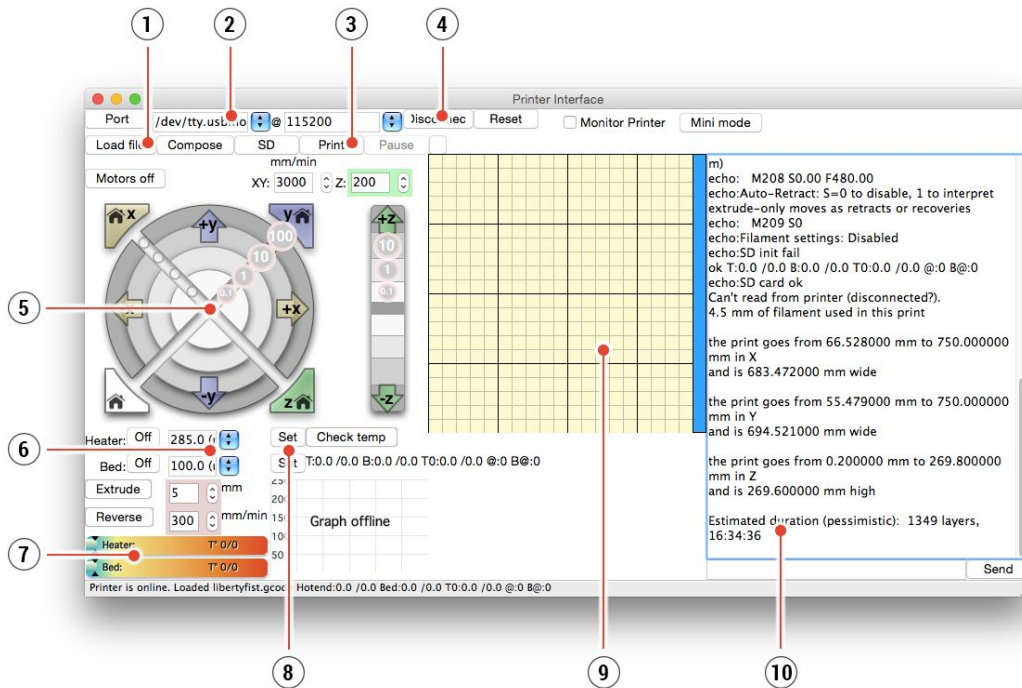 1
2
3
4
Printer Interface
Port
/dev/tty.usb
@ 115200
Reset
Monitor Printer
Mini mode
Load file
Compose
SD
Print
Pause
mm/min
Motors off
XY: 3000
Z: 200
x
+y
y
100
10
1
0.1
+x
-y
z
+z
10
1
0.1
-z
5
m)
echo: M208 S0.00 F480.00
echo:Auto-Retract: S=0 to disable, 1 to interpret
extrude-only moves as retracts or recoveries
echo: M209 S0
echo:Filament settings: Disabled
echo:SD init fail
ok T:0.0 /0.0 B:0.0 /0.0 T0:0.0 /0.0 @:0 B@:0
echo:SD card ok
Can't read from printer (disconnected?).
4.5 mm of filament used in this print
the print goes from 66.528000 mm to 750.000000
mm in X
and is 683.472000 mm wide
the print goes from 55.479000 mm to 750.000000
mm in Y
and is 694.521000 mm wide
the print goes from 0.200000 mm to 269.800000
mm in Z
and is 269.600000 mm high
Estimated duration (pessimistic): 1349 layers,
16:34:36
Send
6
Heater: Off 285.0 (
Set
Check temp
Bed: Off 100.0 (
Set T:0.0 /0.0 B:0.0 /0.0 T0:0.0 /0.0 @:0 B@:0
Extrude
5 mm
Reverse
300 mm/min
200
150
100
50
Graph offline
7
Heater: T° 0/0
Bed: T° 0/0
Printer is online. Loaded libertyfist.gcode Hotend:0.0 /0.0 Bed:0.0 /0.0 T0:0.0 /0.0 @:0 B@:0
8
9
10